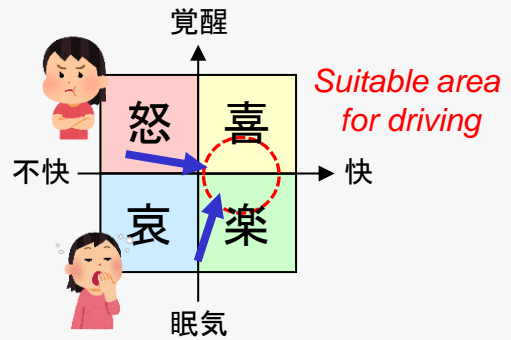 覚醒
Suitable area
for driving
怒 喜
不快 快
哀 楽
眠気